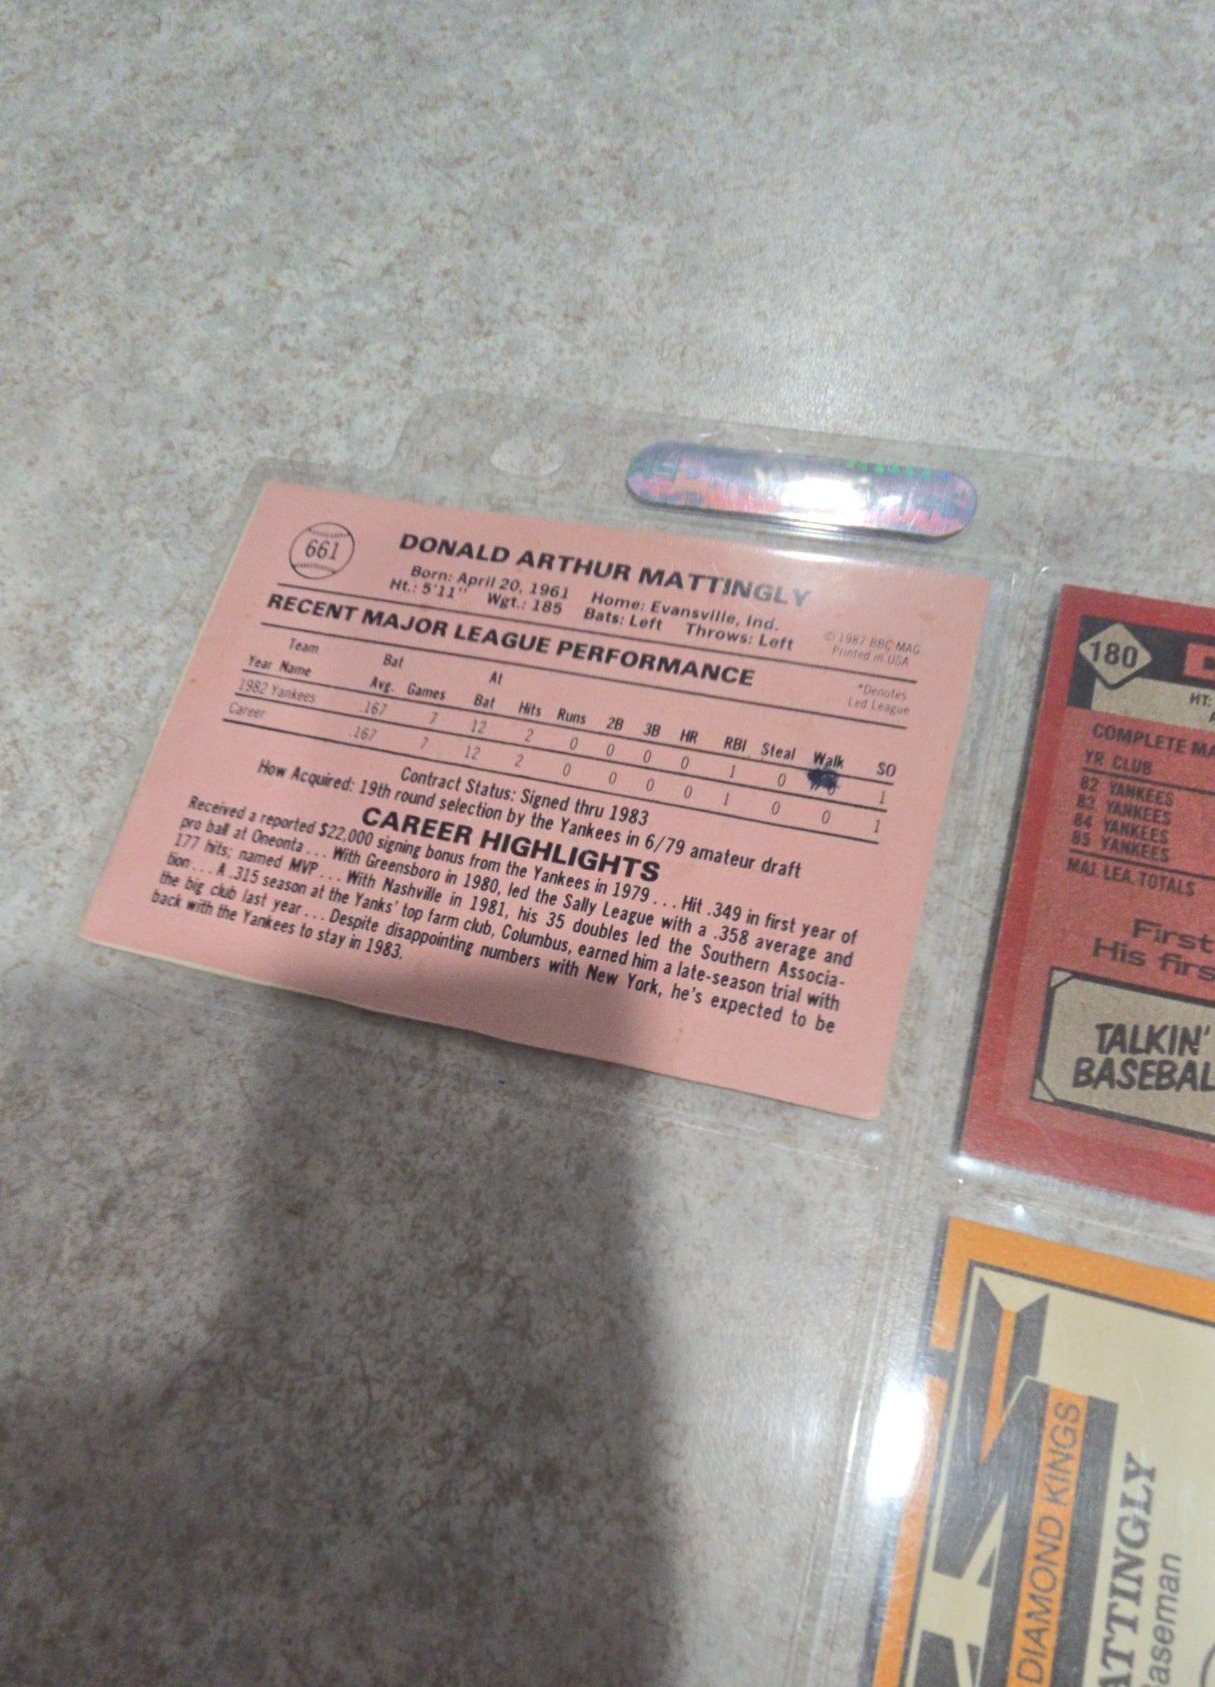 661
DONALD ARTHUR MATTINGLY
Born: April 20, 1961 Home: Evansville, Ind.
Ht.: 5'11" Wgt.: 185 Bats: Left Throws: Left
© 1987 BBC MAG
Printed in USA
RECENT MAJOR LEAGUE PERFORMANCE
*Denotes
Led League
Team Bat At
Year Name Avg. Games Bat Hits Runs 2B 3B HR RBI Steal Walk SO
1982 Yankees .167 7 12 2 0 0 0 0 1 0 1
Career .167 7 12 2 0 0 0 0 1 0 0 1
Contract Status: Signed thru 1983
How Acquired: 19th round selection by the Yankees in 6/79 amateur draft
CAREER HIGHLIGHTS
Received a reported $22,000 signing bonus from the Yankees in 1979 . . . Hit .349 in first year of
pro ball at Oneonta . . . With Greensboro in 1980, led the Sally League with a .358 average and
177 hits; named MVP . . . With Nashville in 1981, his 35 doubles led the Southern Associa-
tion . . . A .315 season at the Yanks' top farm club, Columbus, earned him a late-season trial with
the big club last year . . . Despite disappointing numbers with New York, he's expected to be
back with the Yankees to stay in 1983.
180
HT:
COMPLETE MA
YR CLUB
82 YANKEES
83 YANKEES
84 YANKEES
85 YANKEES
MAJ. LEA. TOTALS
First
His firs
TALKIN'
BASEBAL
DIAMOND KINGS
ATTINGLY
aseman